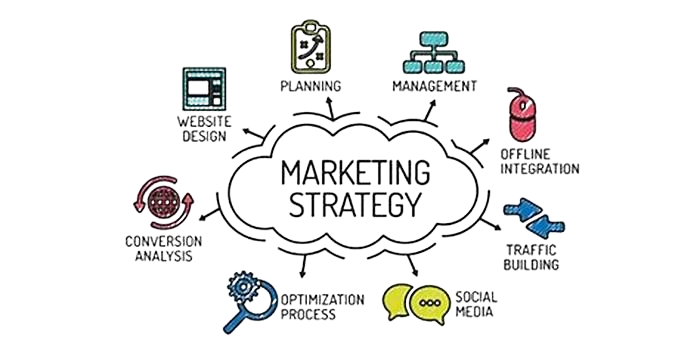 PLANNING
MANAGEMENT
WEBSITE
DESIGN
OFFLINE
INTEGRATION
MARKETING
STRATEGY
CONVERSION
ANALYSIS
TRAFFIC
BUILDING
OPTIMIZATION
PROCESS
SOCIAL
MEDIA